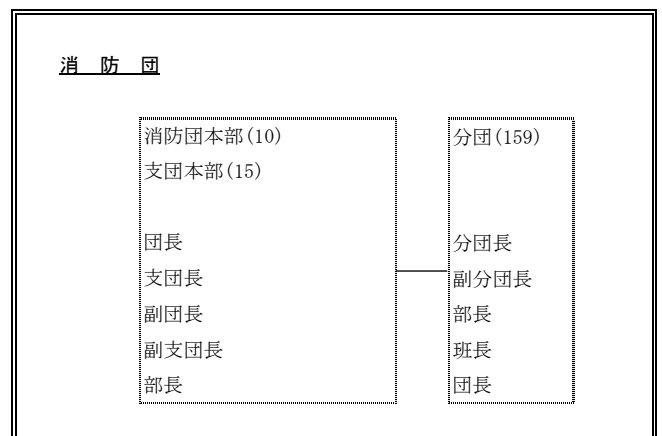 消 防 団
消防団本部(10)
支団本部(15)
団長
支団長
副団長
副支団長
部長
分団(159)
分団長
副分団長
部長
班長
団長